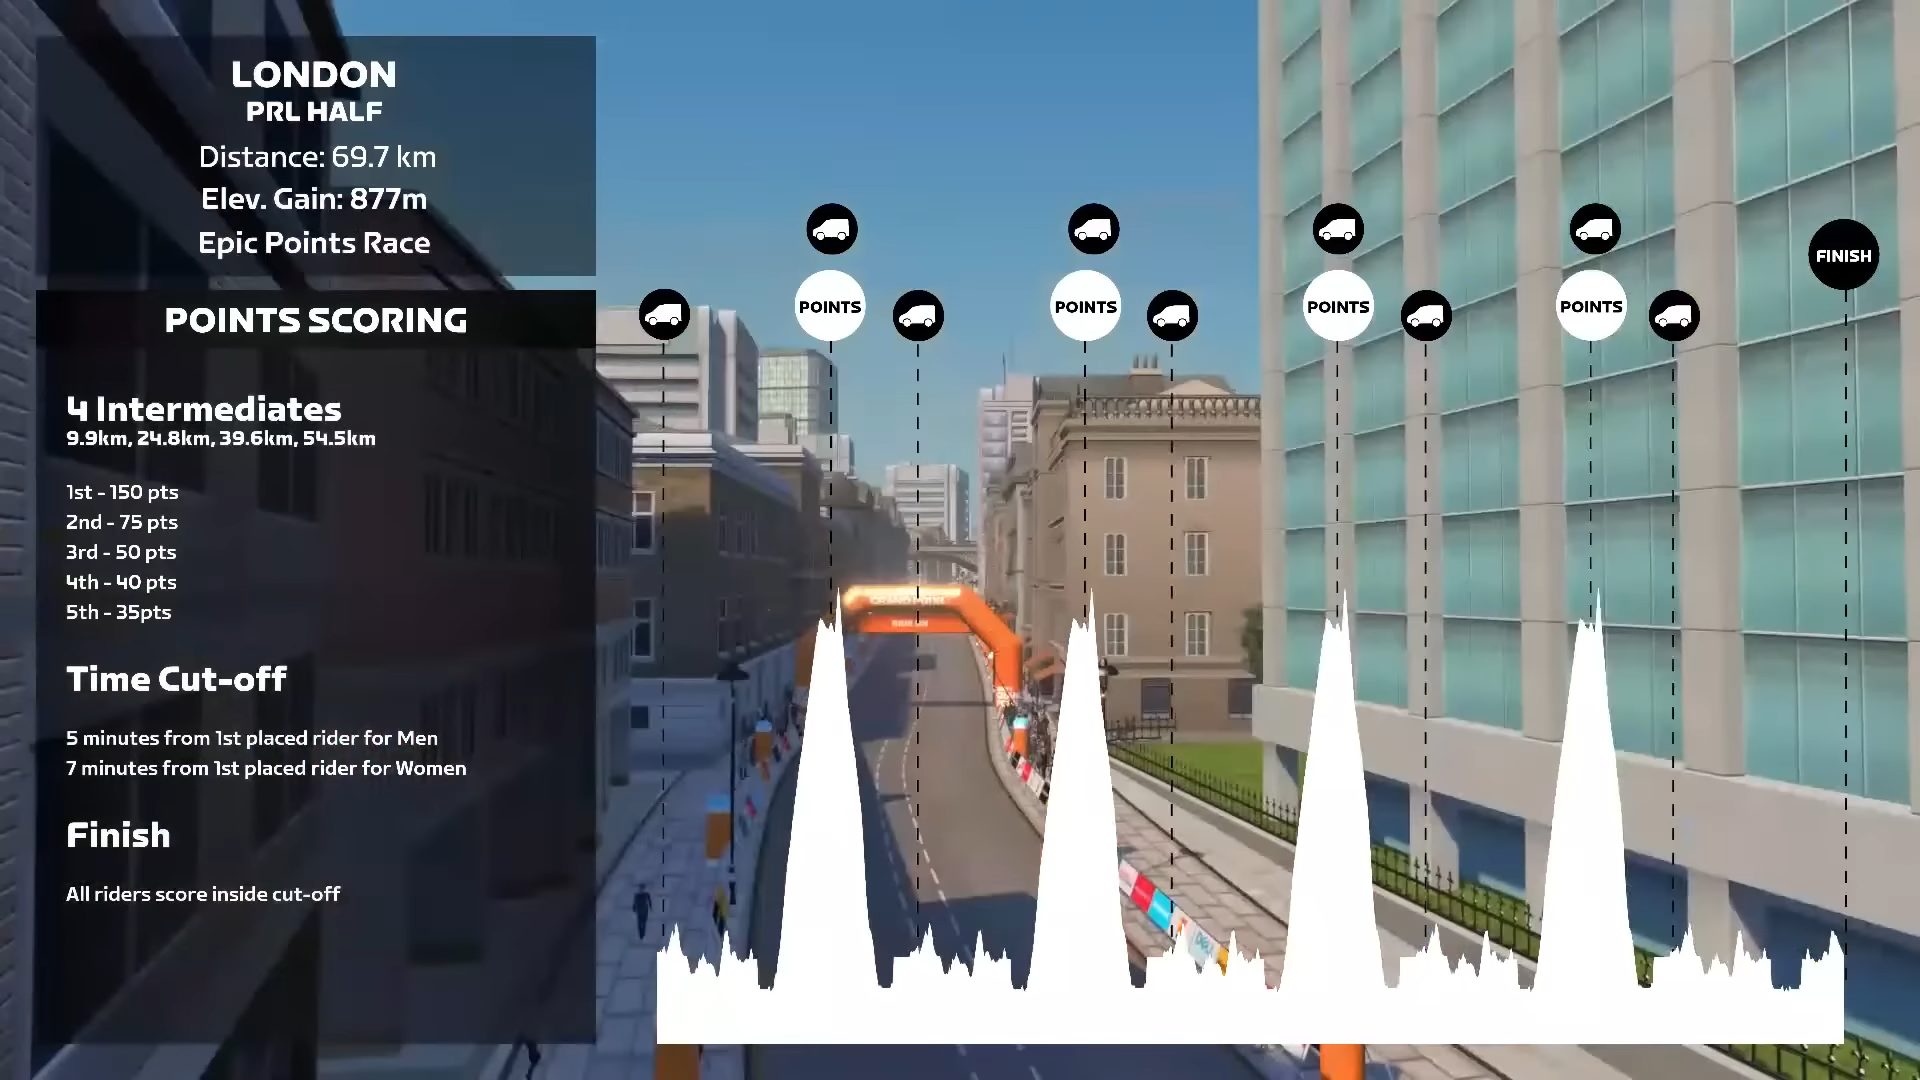 LONDON
PRL HALF
Distance: 69.7 km
Elev. Gain: 877m
Epic Points Race
POINTS SCORING
4 Intermediates
9.9km, 24.8km, 39.6km, 54.5km
1st - 150 pts
2nd - 75 pts
3rd - 50 pts
4th - 40 pts
5th - 35pts
Time Cut-off
5 minutes from 1st placed rider for Men
7 minutes from 1st placed rider for Women
Finish
All riders score inside cut-off
POINTS
POINTS
POINTS
POINTS
FINISH